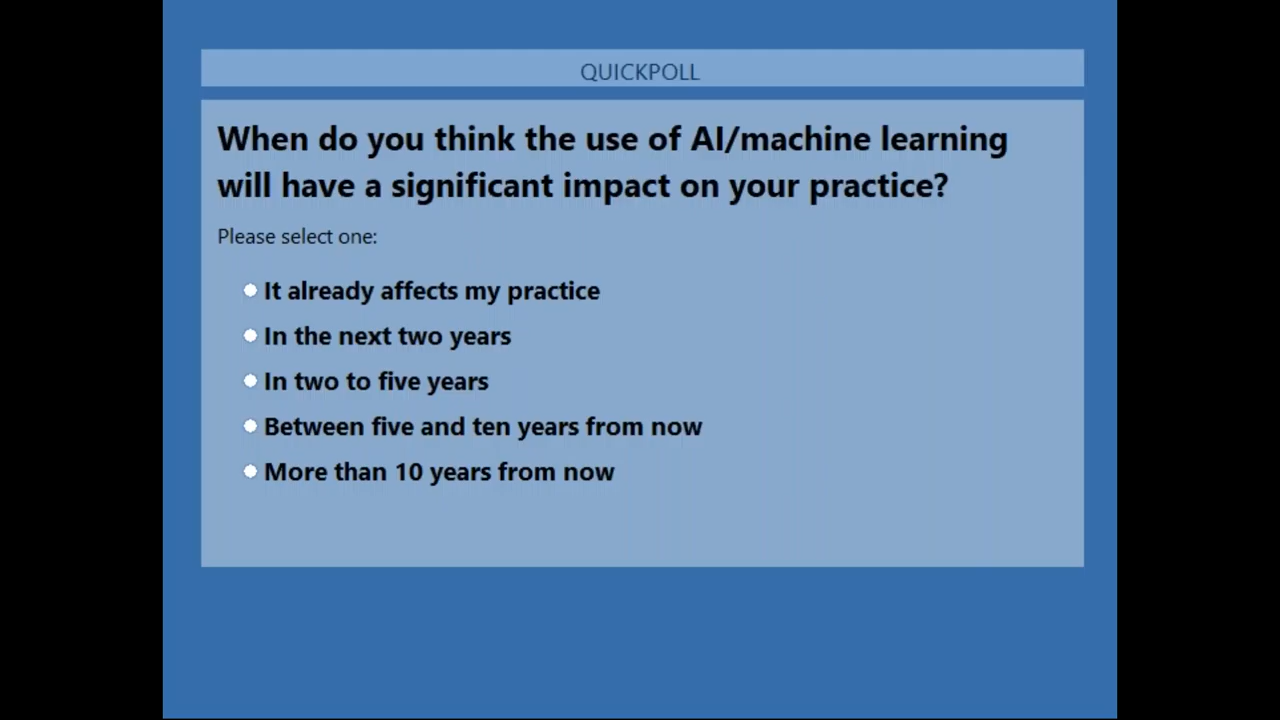 QUICKPOLL
When do you think the use of AI/machine learning
will have a significant impact on your practice?
Please select one:
It already affects my practice
In the next two years
In two to five years
Between five and ten years from now
More than 10 years from now